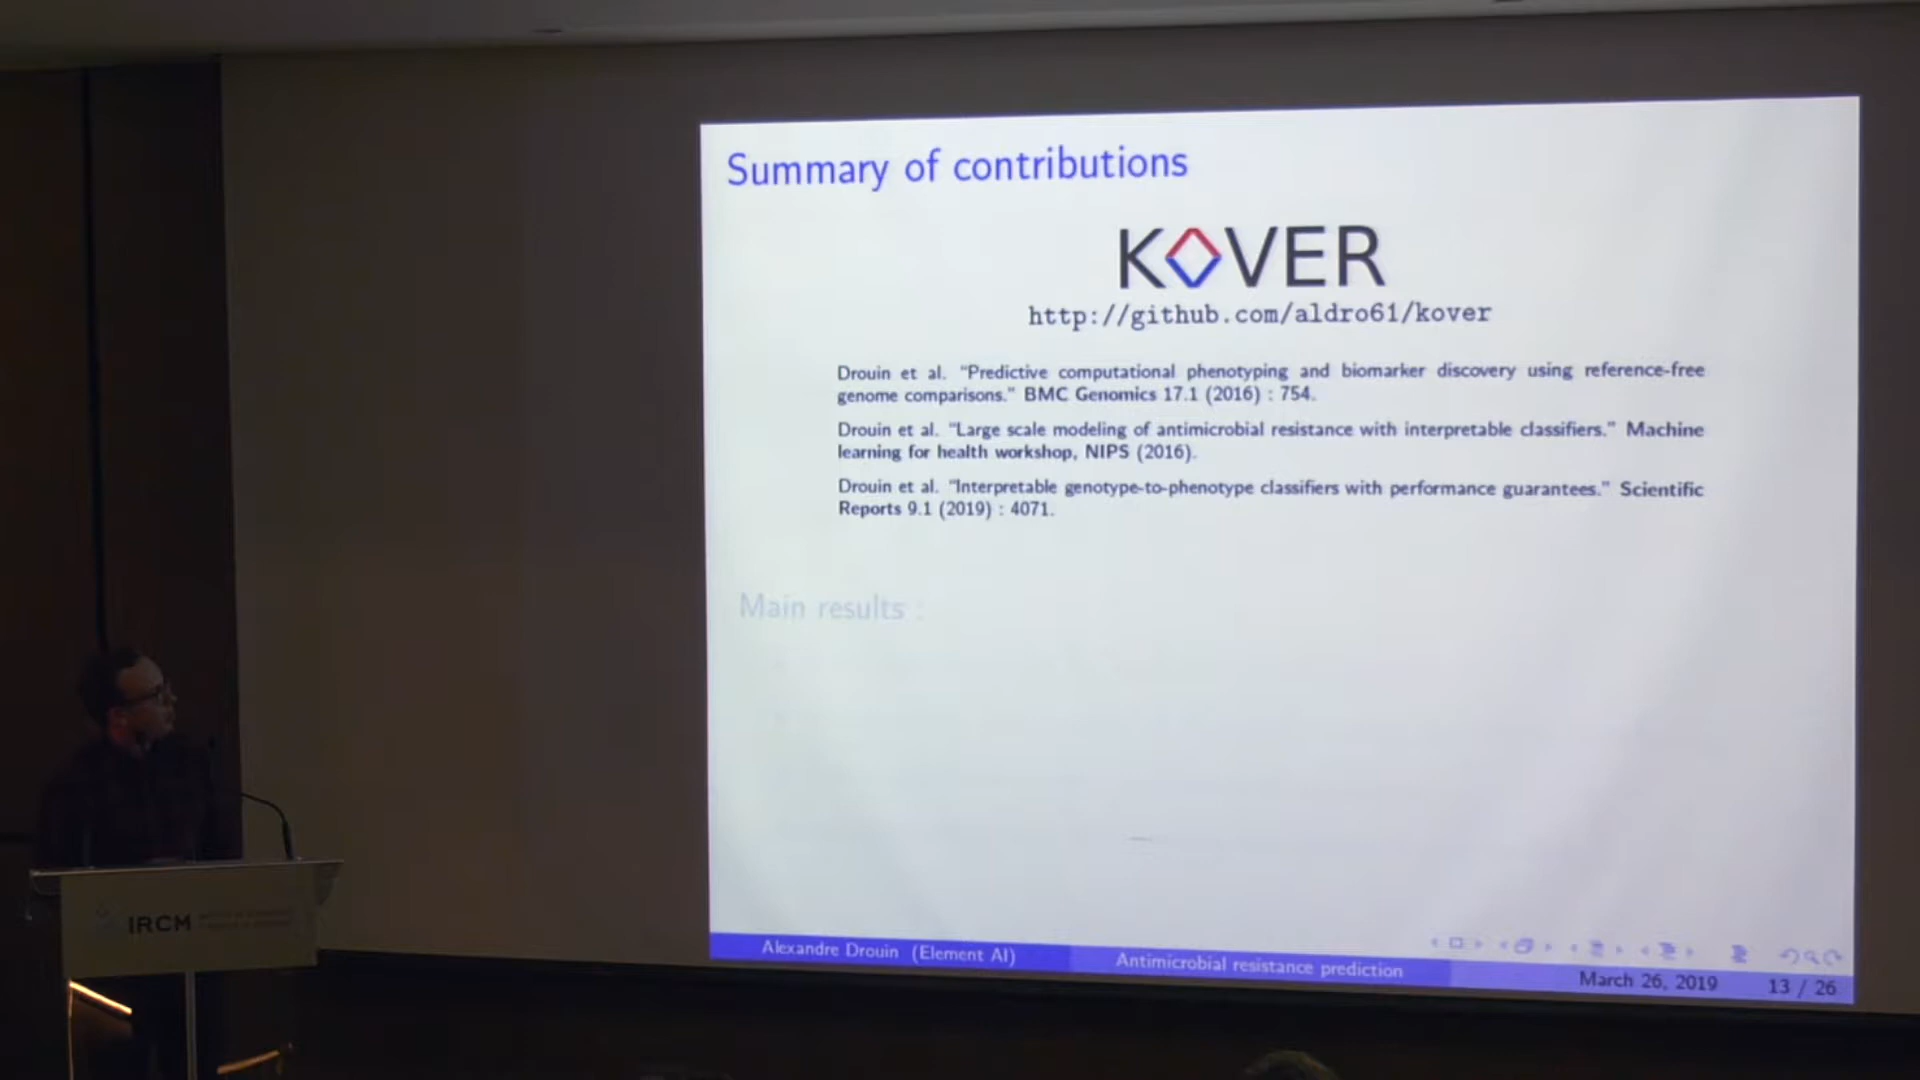 Summary of contributions
KOVER
http://github.com/aldro61/kover
Drouin et al. "Predictive computational phenotyping and biomarker discovery using reference-free
genome comparisons." BMC Genomics 17.1 (2016) : 754.
Drouin et al. "Large scale modeling of antimicrobial resistance with interpretable classifiers." Machine
learning for health workshop, NIPS (2016).
Drouin et al. "Interpretable genotype-to-phenotype classifiers with performance guarantees." Scientific
Reports 9.1 (2019) : 4071.
Main results :
Alexandre Drouin (Element AI) Antimicrobial resistance prediction March 26, 2019 13 / 26
IRCM